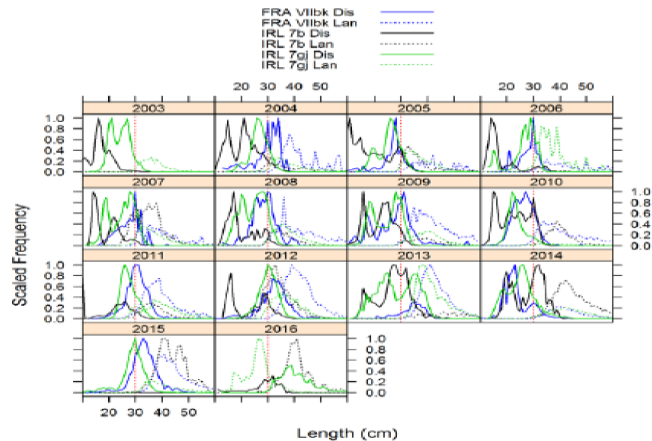 FRA VIIbk Dis
FRA VIIbk Lan
IRL 7b Dis
IRL 7b Lan
IRL 7gj Dis
IRL 7gj Lan
20 30 40 50
20 30 40 50
2003 2004 2005 2006
1.0
0.8
0.6
0.4
0.2
0.0
2007 2008 2009 2010
1.0
0.8
0.6
0.4
0.2
0.0
2011 2012 2013 2014
1.0
0.8
0.6
0.4
0.2
0.0
2015 2016
1.0
0.8
0.6
0.4
0.2
0.0
20 30 40 50
20 30 40 50
Scaled Frequency
Length (cm)